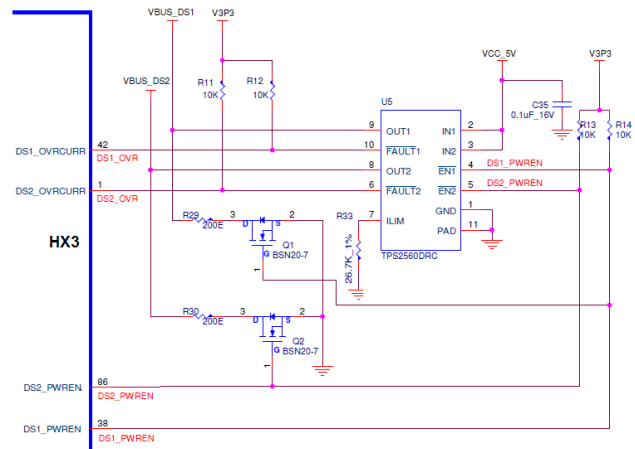 VBUS_DS1 V3P3
VCC_5V
V3P3
VBUS_DS2
R11
10K
R12
10K
U5
C35
0.1uF_16V
R13
10K
R14
10K
9 OUT1 IN1 2
DS1_OVRCURR 42
DS1_OVR
10 FAULT1 IN2 3
8 OUT2 EN1 4 DS1_PWREN
DS2_OVRCURR 1
DS2_OVR
6 FAULT2 EN2 5 DS2_PWREN
GND 1
7 ILIM
PAD 11
TPS2560DRC
R33
26.7K_1%
HX3
R29
200E
3 D S 2
G
1
Q1
BSN20-7
R30
200E
3 D S 2
G
1
Q2
BSN20-7
DS2_PWREN 86
DS2_PWREN
DS1_PWREN 38
DS1_PWREN